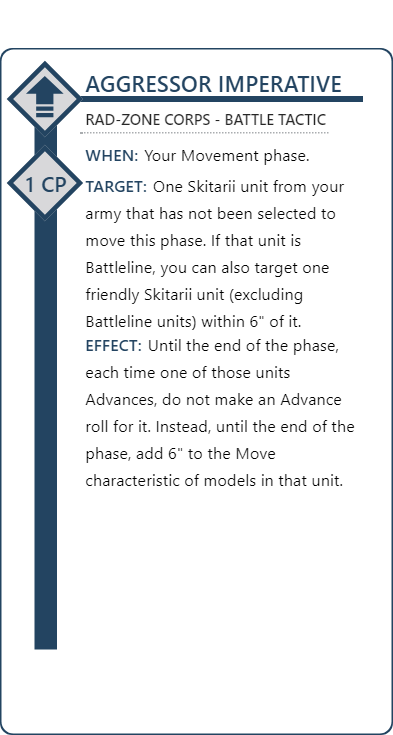 AGGRESSOR IMPERATIVE
RAD-ZONE CORPS - BATTLE TACTIC
WHEN: Your Movement phase.
1 CP
TARGET: One Skitarii unit from your
army that has not been selected to
move this phase. If that unit is
Battleline, you can also target one
friendly Skitarii unit (excluding
Battleline units) within 6" of it.
EFFECT: Until the end of the phase,
each time one of those units
Advances, do not make an Advance
roll for it. Instead, until the end of the
phase, add 6" to the Move
characteristic of models in that unit.